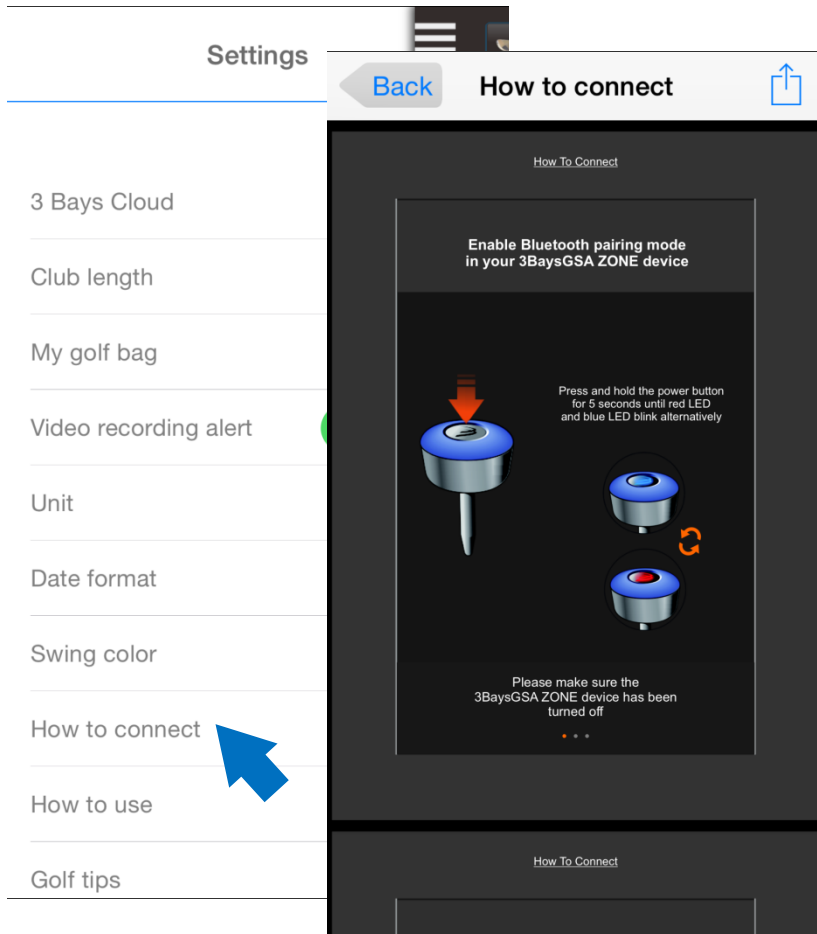 Settings
3 Bays Cloud
Club length
My golf bag
Video recording alert
Unit
Date format
Swing color
How to connect
How to use
Golf tips
Back
How to connect
How To Connect
Enable Bluetooth pairing mode
in your 3BaysGSA ZONE device
Press and hold the power button
for 5 seconds until red LED
and blue LED blink alternatively
Please make sure the
3BaysGSA ZONE device has been
turned off
How To Connect